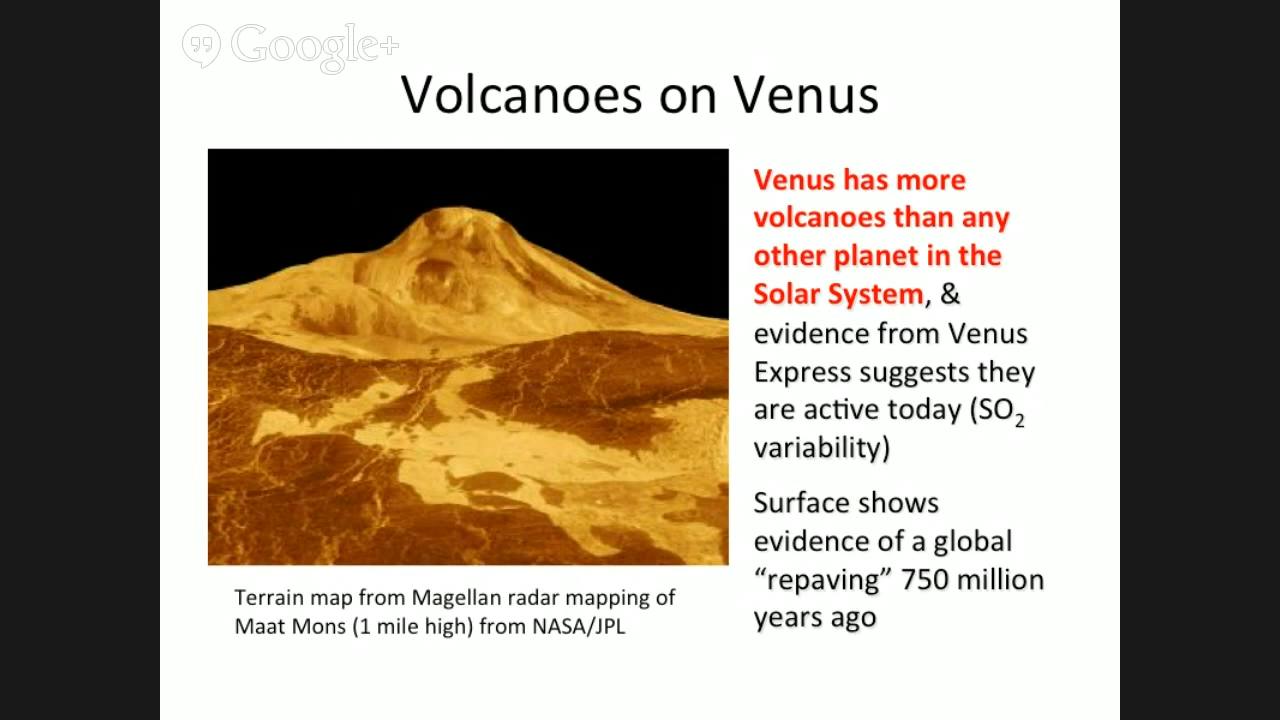 Google+
Volcanoes on Venus
Venus has more
volcanoes than any
other planet in the
Solar System, &
evidence from Venus
Express suggests they
are active today (SO₂
variability)
Surface shows
evidence of a global
“repaving” 750 million
years ago
Terrain map from Magellan radar mapping of
Maat Mons (1 mile high) from NASA/JPL